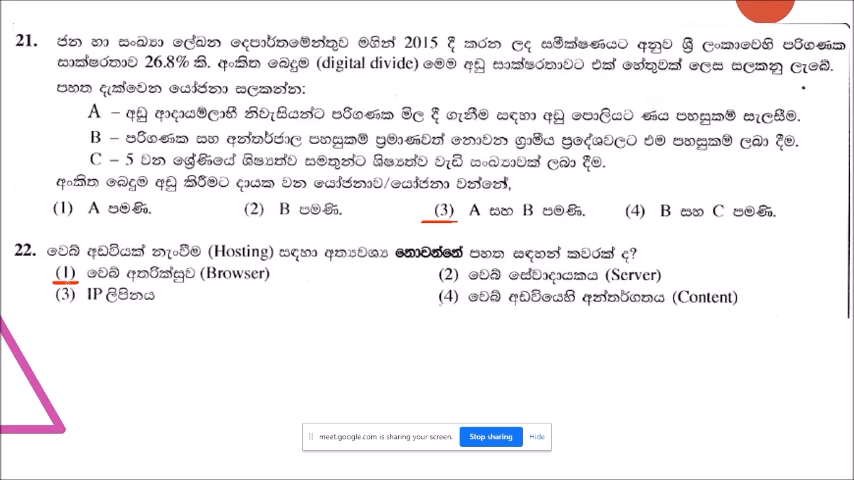 21. ජන හා සංඛ්‍යා ලේඛන දෙපාර්තමේන්තුව මගින් 2015 දී කරන ලද සමීක්ෂණයට අනුව ශ්‍රී ලංකාවෙහි පරිගණක
සාක්ෂරතාව 26.8% කි. අංකිත බෙදුම (digital divide) මෙම අඩු සාක්ෂරතාවට එක් හේතුවක් ලෙස සලකනු ලැබේ.
පහත දැක්වෙන යෝජනා සලකන්න:
A – අඩු ආදායම්ලාභී නිවැසියන්ට පරිගණක මිල දී ගැනීම සඳහා අඩු පොලියට ණය පහසුකම් සැලසීම.
B – පරිගණක සහ අන්තර්ජාල පහසුකම් ප්‍රමාණවත් නොවන ග්‍රාමීය ප්‍රදේශවලට එම පහසුකම් ලබා දීම.
C – 5 වන ශ්‍රේණියේ ශිෂ්‍යත්ව සමතුන්ට ශිෂ්‍යත්ව වැඩි සංඛ්‍යාවක් ලබා දීම.
අංකිත බෙදුම අඩු කිරීමට දායක වන යෝජනාව/යෝජනා වන්නේ,
(1) A පමණි. (2) B පමණි. (3) A සහ B පමණි. (4) B සහ C පමණි.
22. වෙබ් අඩවියක් නැංවීම (Hosting) සඳහා අත්‍යවශ්‍ය නොවන්නේ පහත සඳහන් කවරක් ද?
(1) වෙබ් අතරික්සුව (Browser) (2) වෙබ් සේවාදායකය (Server)
(3) IP ලිපිනය (4) වෙබ් අඩවියෙහි අන්තර්ගතය (Content)
meet.google.com is sharing your screen. Stop sharing Hide